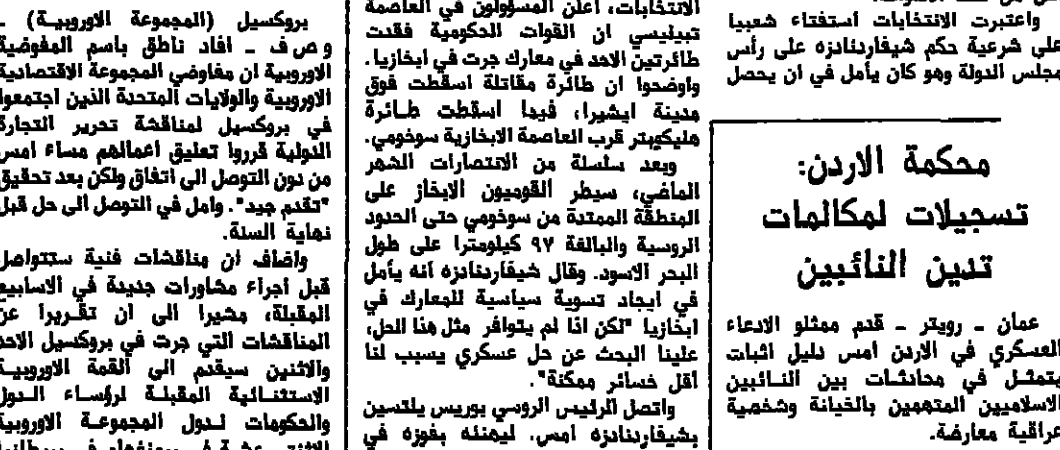 واعتبرت الانتخابات استفتاء شعبيا
على شرعية حكم شيفاردنادزه على رأس
مجلس الدولة وهو كان يأمل في ان يحصل
محكمة الاردن:
تسجيلات لمكالمات
تدين النائبين
عمان ـ رويتر ـ قدم ممثلو الادعاء
العسكري في الاردن امس دليل اثبات
يتمثل في محادثات بين النائبين
الاسلاميين المتهمين بالخيانة وشخصية
عراقية معارضة.
الانتخابات، اعلن المسؤولون في العاصمة
تبيليسي ان القوات الحكومية فقدت
طائرتين الاحد في معارك جرت في ابخازيا.
واوضحوا ان طائرة مقاتلة اسقطت فوق
مدينة ايشيرا، فيما اسقطت طائرة
هليكوبتر قرب العاصمة الابخازية سوخومي.
وبعد سلسلة من الانتصارات الشهر
الماضي، سيطر القوميون الابخاز على
المنطقة الممتدة من سوخومي حتى الحدود
الروسية والبالغة ٩٧ كيلومترا على طول
البحر الاسود. وقال شيفاردنادزه انه يأمل
في ايجاد تسوية سياسية للمعارك في
ابخازيا "لكن اذا لم يتوافر مثل هذا الحل،
علينا البحث عن حل عسكري يسبب لنا
اقل خسائر ممكنة".
واتصل الرئيس الروسي بوريس يلتسين
بشيفاردنادزه امس، ليهنئه بفوزه في
بروكسيل (المجموعة الاوروبية) ـ
و ص ف ـ افاد ناطق باسم المفوضية
الاوروبية ان مفاوضي المجموعة الاقتصادية
الاوروبية والولايات المتحدة الذين اجتمعوا
في بروكسيل لمناقشة تحرير التجارة
الدولية قرروا تعليق اعمالهم مساء امس
من دون التوصل الى اتفاق ولكن بعد تحقيق
"تقدم جيد". وامل في التوصل الى حل قبل
نهاية السنة.
واضاف ان مناقشات فنية ستتواصل
قبل اجراء مشاورات جديدة في الاسابيع
المقبلة، مشيرا الى ان تقريرا عن
المناقشات التي جرت في بروكسيل الاحد
والاثنين سيقدم الى القمة الاوروبية
الاستثنائية المقبلة لرؤساء الدول
والحكومات لدول المجموعة الاوروبية